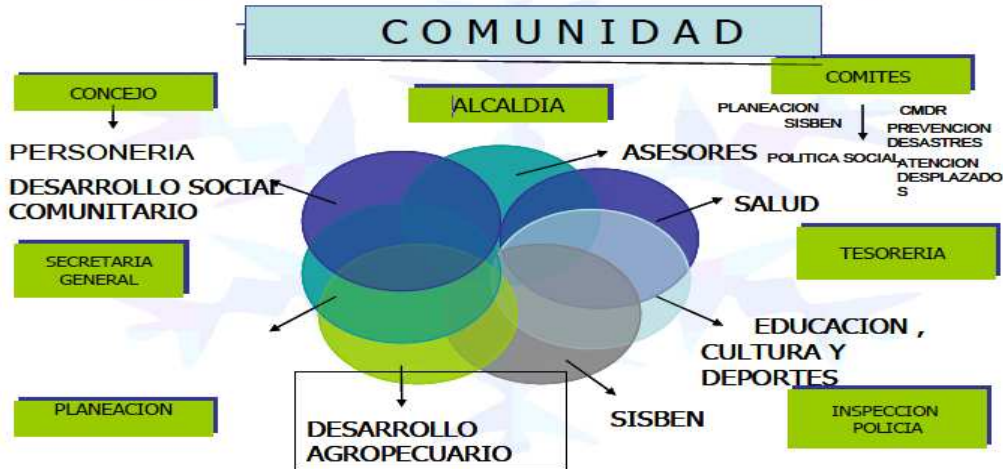 C O M U N I D A D
CONCEJO
PERSONERIA
DESARROLLO SOCIAL
COMUNITARIO
ALCALDIA
COMITES
PLANEACION
SISBEN
CMDR
PREVENCION
DESASTRES
POLITICA SOCIAL
ATENCION
DESPLAZADO
S
ASESORES
SALUD
SECRETARIA
GENERAL
TESORERIA
EDUCACION ,
CULTURA Y
DEPORTES
PLANEACION
DESARROLLO
AGROPECUARIO
SISBEN
INSPECCION
POLICIA